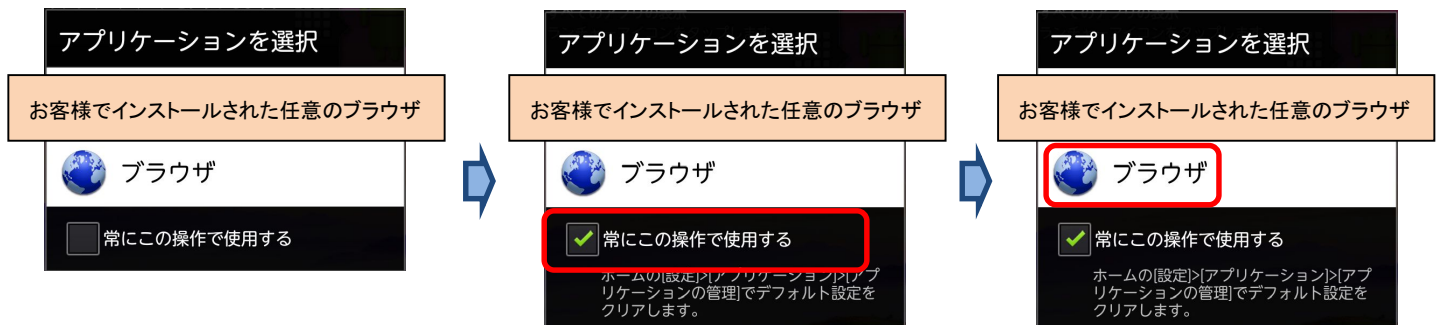 アプリケーションを選択
お客様でインストールされた任意のブラウザ
ブラウザ
常にこの操作で使用する
アプリケーションを選択
お客様でインストールされた任意のブラウザ
ブラウザ
常にこの操作で使用する
ホームの[設定]>[アプリケーション]>[アプ
リケーションの管理]でデフォルト設定を
クリアします。
アプリケーションを選択
お客様でインストールされた任意のブラウザ
ブラウザ
常にこの操作で使用する
ホームの[設定]>[アプリケーション]>[アプ
リケーションの管理]でデフォルト設定を
クリアします。